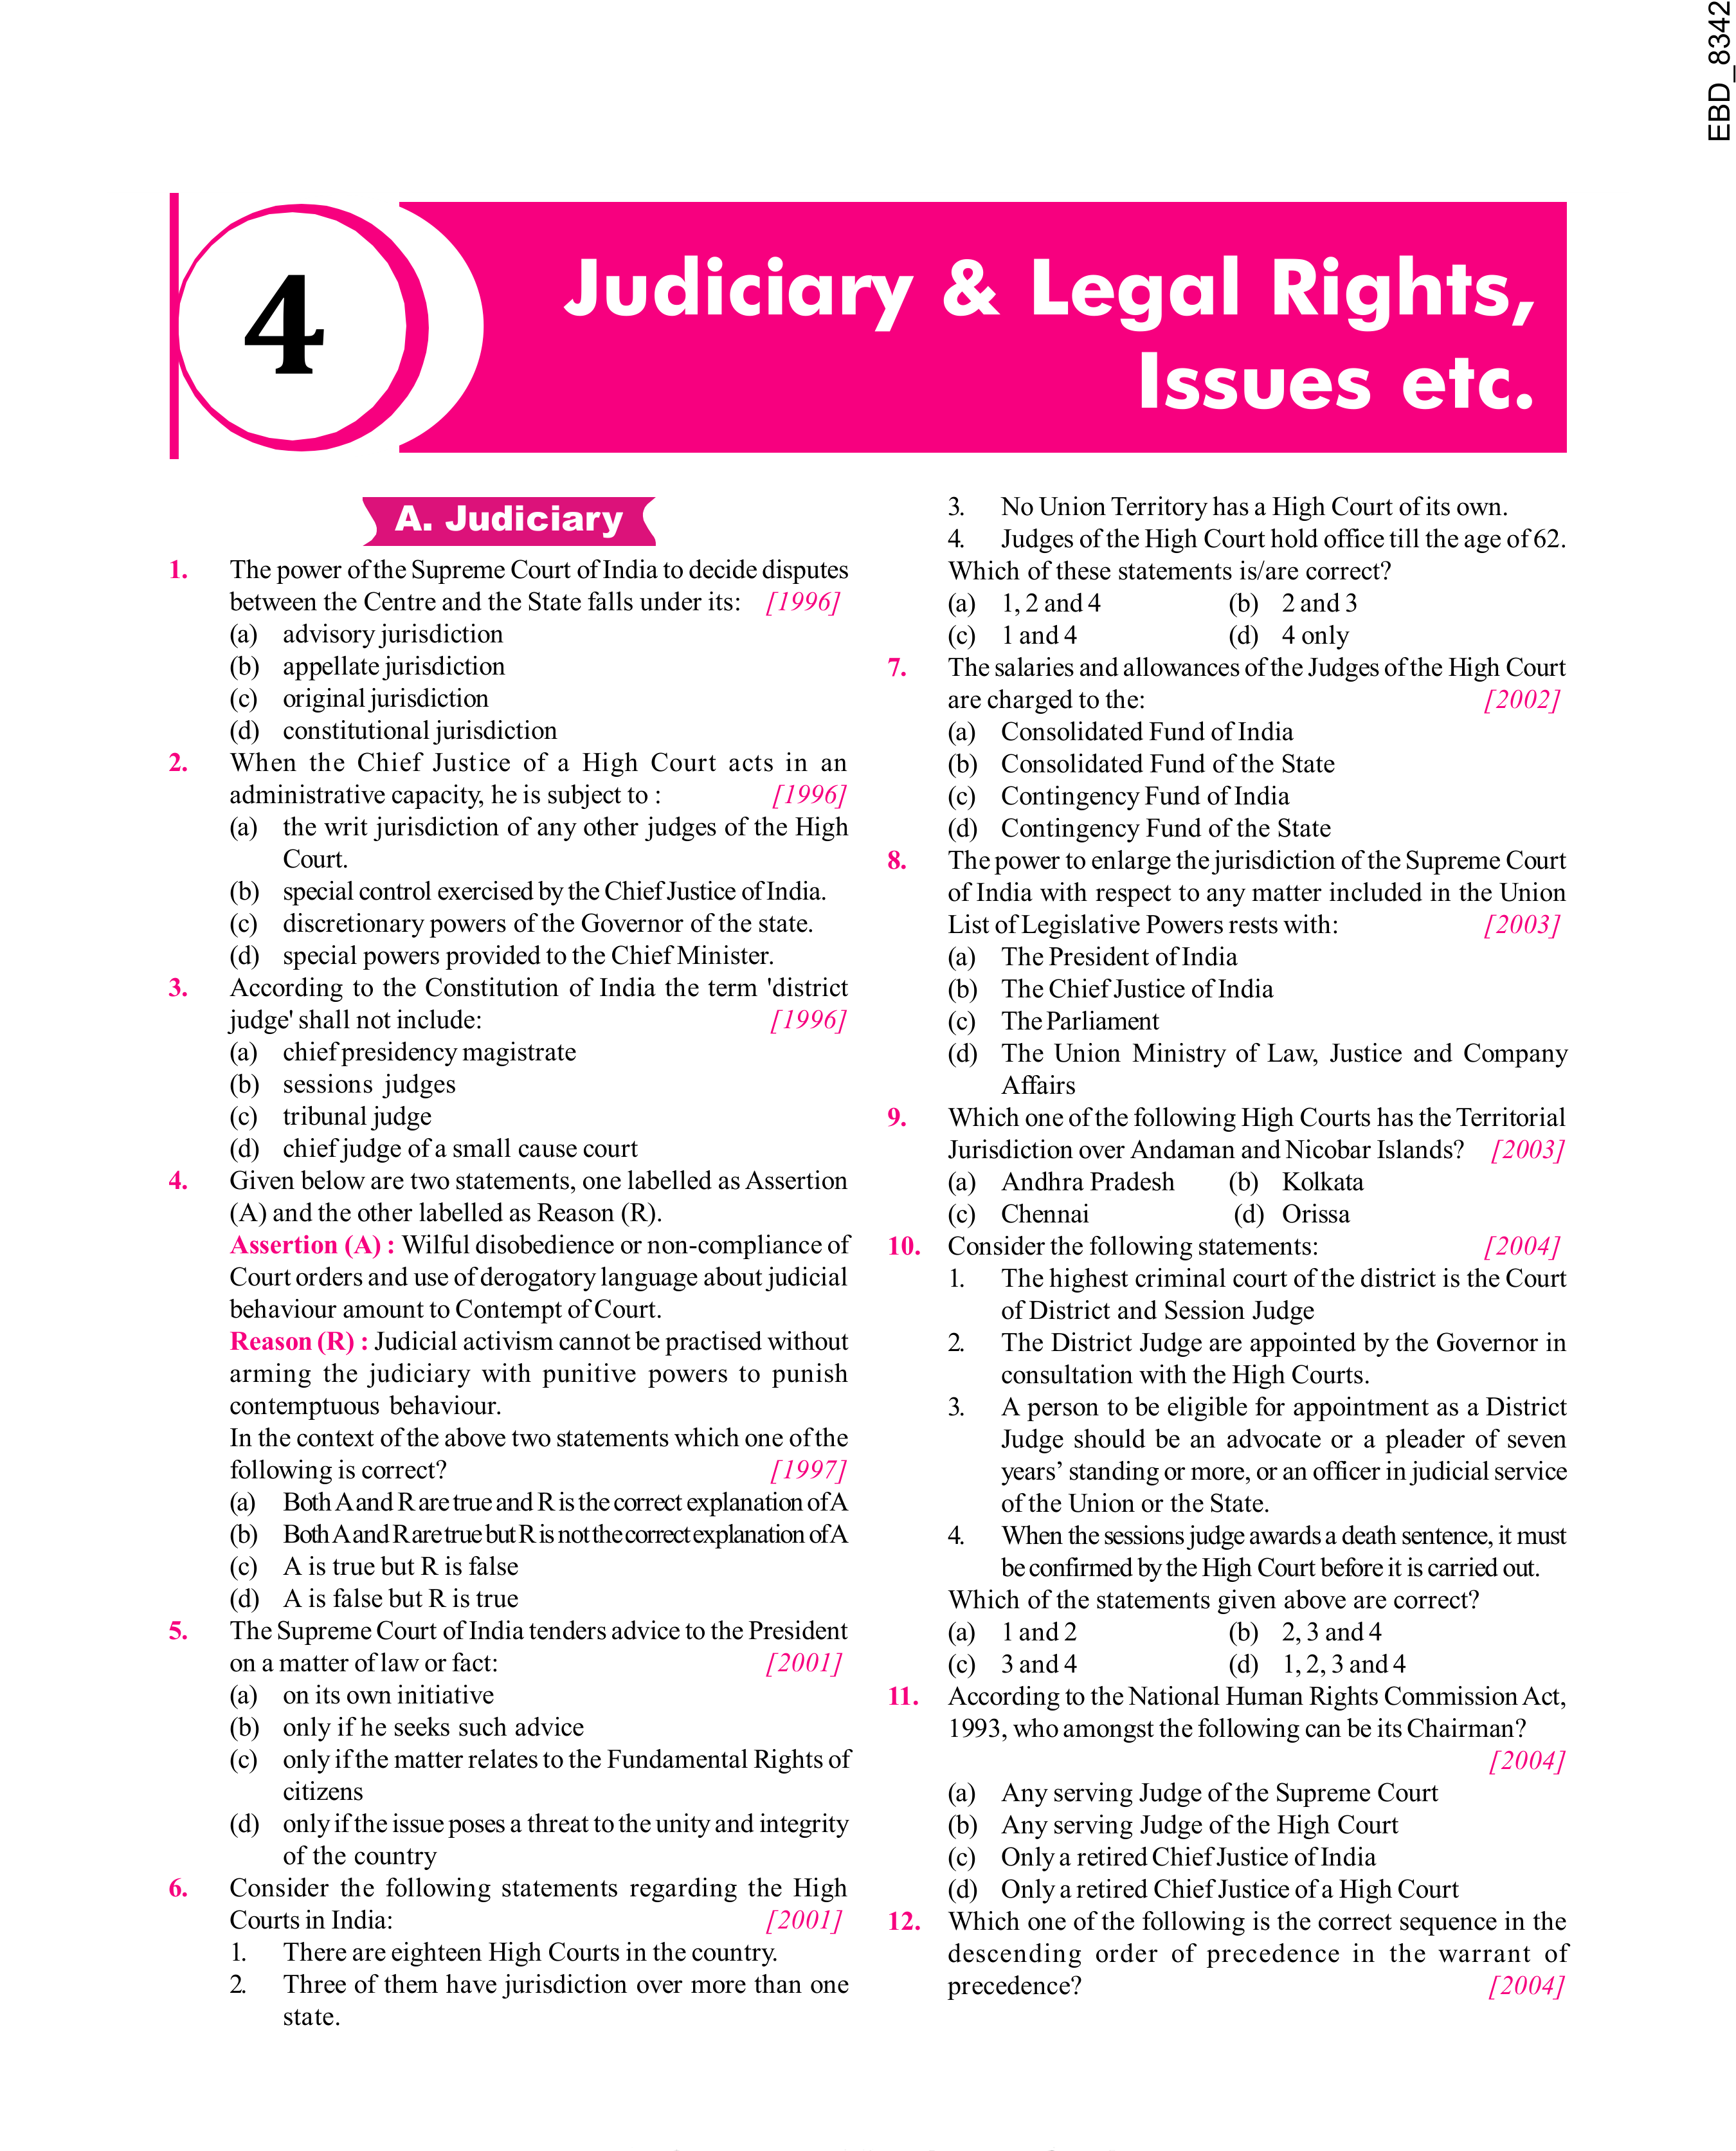 EBD_8342
4
Judiciary & Legal Rights,
Issues etc.
A. Judiciary
1. The power of the Supreme Court of India to decide disputes
between the Centre and the State falls under its: [1996]
(a) advisory jurisdiction
(b) appellate jurisdiction
(c) original jurisdiction
(d) constitutional jurisdiction
2. When the Chief Justice of a High Court acts in an
administrative capacity, he is subject to : [1996]
(a) the writ jurisdiction of any other judges of the High
Court.
(b) special control exercised by the Chief Justice of India.
(c) discretionary powers of the Governor of the state.
(d) special powers provided to the Chief Minister.
3. According to the Constitution of India the term 'district
judge' shall not include: [1996]
(a) chief presidency magistrate
(b) sessions judges
(c) tribunal judge
(d) chief judge of a small cause court
4. Given below are two statements, one labelled as Assertion
(A) and the other labelled as Reason (R).
Assertion (A) : Wilful disobedience or non-compliance of
Court orders and use of derogatory language about judicial
behaviour amount to Contempt of Court.
Reason (R) : Judicial activism cannot be practised without
arming the judiciary with punitive powers to punish
contemptuous behaviour.
In the context of the above two statements which one of the
following is correct? [1997]
(a) Both A and R are true and R is the correct explanation of A
(b) Both A and R are true but R is not the correct explanation of A
(c) A is true but R is false
(d) A is false but R is true
5. The Supreme Court of India tenders advice to the President
on a matter of law or fact: [2001]
(a) on its own initiative
(b) only if he seeks such advice
(c) only if the matter relates to the Fundamental Rights of
citizens
(d) only if the issue poses a threat to the unity and integrity
of the country
6. Consider the following statements regarding the High
Courts in India: [2001]
1. There are eighteen High Courts in the country.
2. Three of them have jurisdiction over more than one
state.
3. No Union Territory has a High Court of its own.
4. Judges of the High Court hold office till the age of 62.
Which of these statements is/are correct?
(a) 1, 2 and 4 (b) 2 and 3
(c) 1 and 4 (d) 4 only
7. The salaries and allowances of the Judges of the High Court
are charged to the: [2002]
(a) Consolidated Fund of India
(b) Consolidated Fund of the State
(c) Contingency Fund of India
(d) Contingency Fund of the State
8. The power to enlarge the jurisdiction of the Supreme Court
of India with respect to any matter included in the Union
List of Legislative Powers rests with: [2003]
(a) The President of India
(b) The Chief Justice of India
(c) The Parliament
(d) The Union Ministry of Law, Justice and Company
Affairs
9. Which one of the following High Courts has the Territorial
Jurisdiction over Andaman and Nicobar Islands? [2003]
(a) Andhra Pradesh (b) Kolkata
(c) Chennai (d) Orissa
10. Consider the following statements: [2004]
1. The highest criminal court of the district is the Court
of District and Session Judge
2. The District Judge are appointed by the Governor in
consultation with the High Courts.
3. A person to be eligible for appointment as a District
Judge should be an advocate or a pleader of seven
years’ standing or more, or an officer in judicial service
of the Union or the State.
4. When the sessions judge awards a death sentence, it must
be confirmed by the High Court before it is carried out.
Which of the statements given above are correct?
(a) 1 and 2 (b) 2, 3 and 4
(c) 3 and 4 (d) 1, 2, 3 and 4
11. According to the National Human Rights Commission Act,
1993, who amongst the following can be its Chairman?
[2004]
(a) Any serving Judge of the Supreme Court
(b) Any serving Judge of the High Court
(c) Only a retired Chief Justice of India
(d) Only a retired Chief Justice of a High Court
12. Which one of the following is the correct sequence in the
descending order of precedence in the warrant of
precedence? [2004]